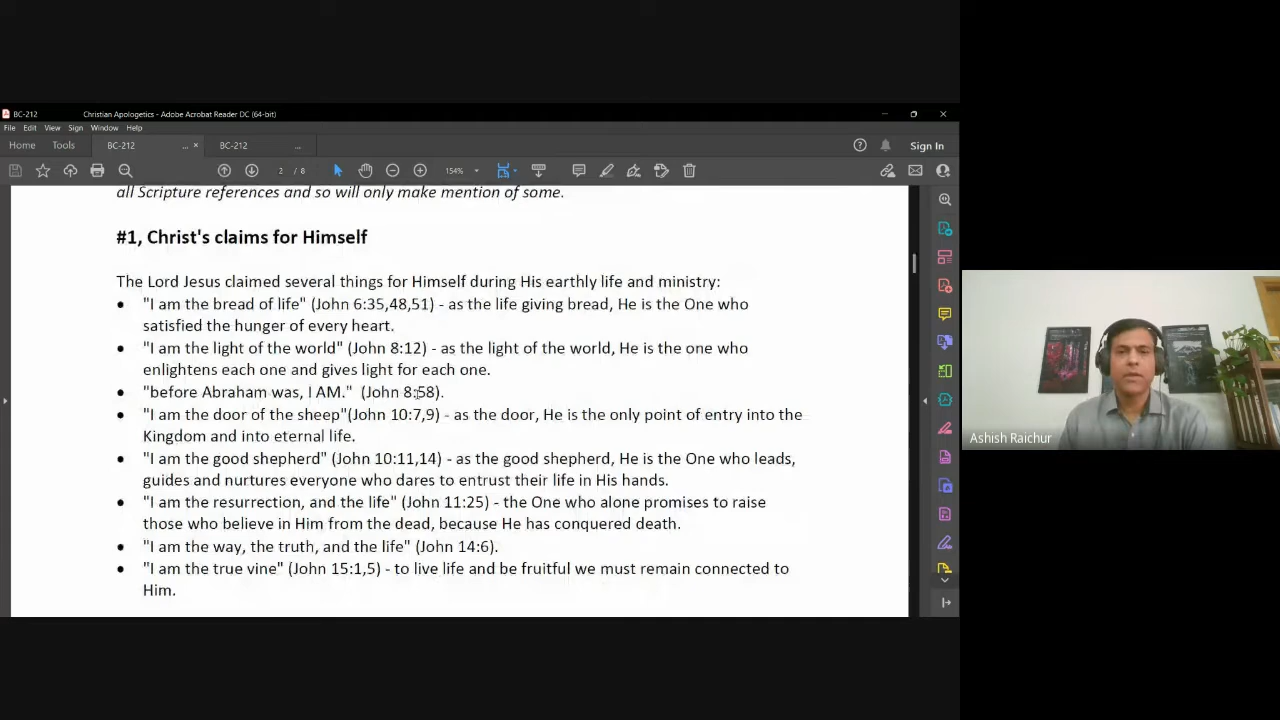 BC-212 Christian Apologetics - Adobe Acrobat Reader DC (64-bit)
File Edit View Sign Window Help
Home Tools BC-212 ... × BC-212 ...
Sign In
2 / 8 154%
all Scripture references and so will only make mention of some.
#1, Christ's claims for Himself
The Lord Jesus claimed several things for Himself during His earthly life and ministry:
• "I am the bread of life" (John 6:35,48,51) - as the life giving bread, He is the One who
satisfied the hunger of every heart.
• "I am the light of the world" (John 8:12) - as the light of the world, He is the one who
enlightens each one and gives light for each one.
• "before Abraham was, I AM." (John 8:58).
• "I am the door of the sheep"(John 10:7,9) - as the door, He is the only point of entry into the
Kingdom and into eternal life.
• "I am the good shepherd" (John 10:11,14) - as the good shepherd, He is the One who leads,
guides and nurtures everyone who dares to entrust their life in His hands.
• "I am the resurrection, and the life" (John 11:25) - the One who alone promises to raise
those who believe in Him from the dead, because He has conquered death.
• "I am the way, the truth, and the life" (John 14:6).
• "I am the true vine" (John 15:1,5) - to live life and be fruitful we must remain connected to
Him.
Ashish Raichur